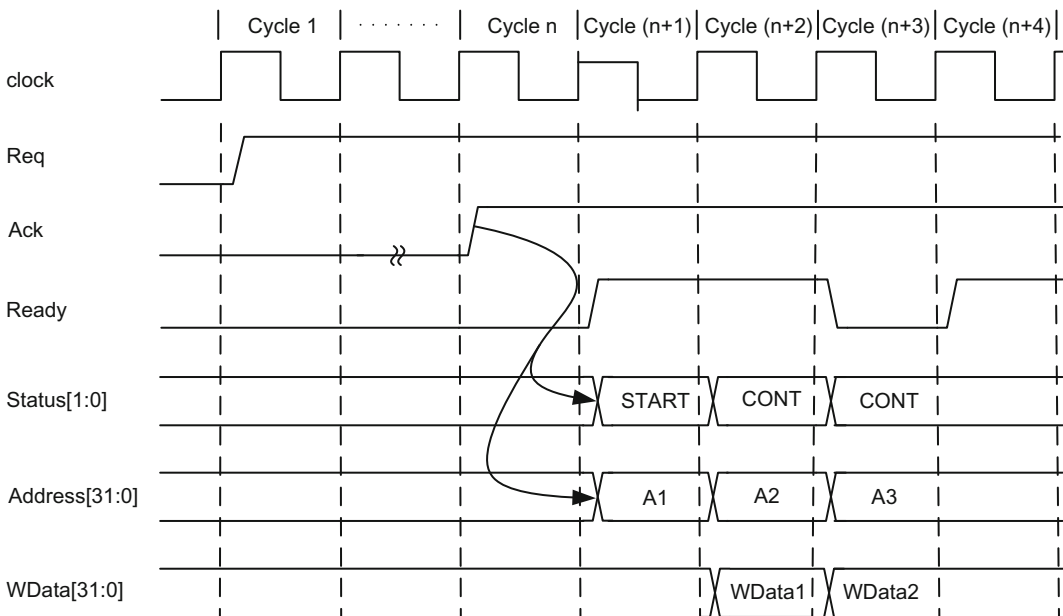 Cycle 1 . . . . . . . Cycle n Cycle (n+1) Cycle (n+2) Cycle (n+3) Cycle (n+4)
clock
Req
Ack
Ready
Status[1:0] START CONT CONT
Address[31:0] A1 A2 A3
WData[31:0] WData1 WData2